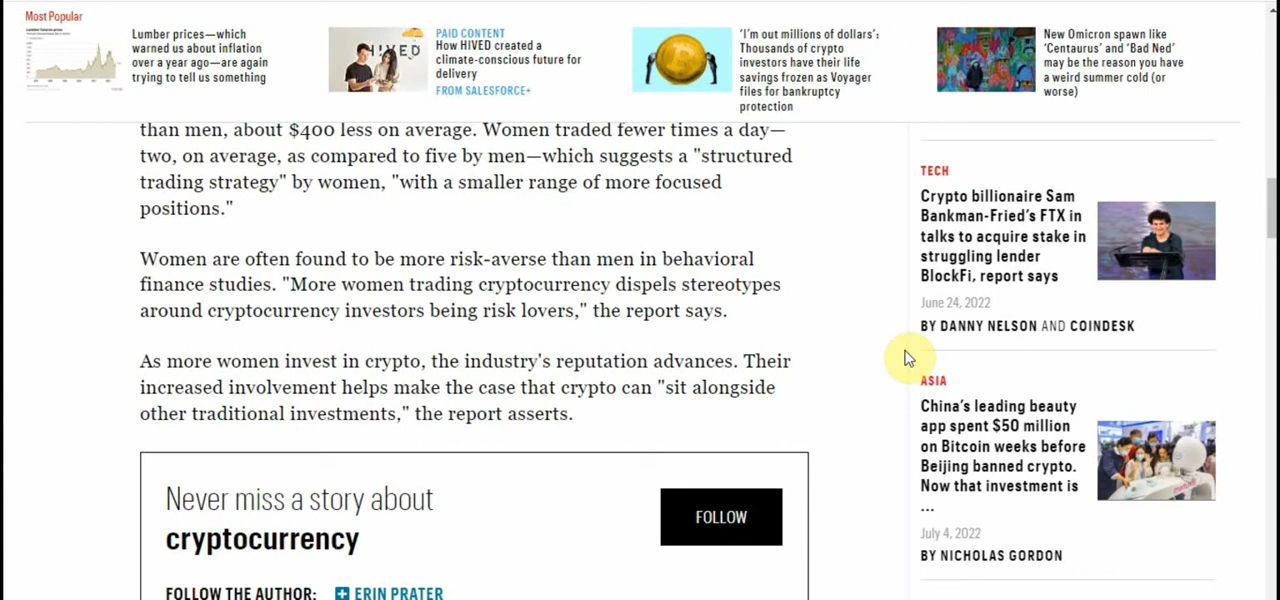 Most Popular
Lumber prices—which
warned us about inflation
over a year ago—are again
trying to tell us something
HIVED
PAID CONTENT
How HIVED created a
climate-conscious future for
delivery
FROM SALESFORCE+
‘I’m out millions of dollars’:
Thousands of crypto
investors have their life
savings frozen as Voyager
files for bankruptcy
protection
New Omicron spawn like
‘Centaurus’ and ‘Bad Ned’
may be the reason you have
a weird summer cold (or
worse)
than men, about $400 less on average. Women traded fewer times a day—
two, on average, as compared to five by men—which suggests a "structured
trading strategy" by women, "with a smaller range of more focused
positions."
Women are often found to be more risk-averse than men in behavioral
finance studies. "More women trading cryptocurrency dispels stereotypes
around cryptocurrency investors being risk lovers," the report says.
As more women invest in crypto, the industry's reputation advances. Their
increased involvement helps make the case that crypto can "sit alongside
other traditional investments," the report asserts.
Never miss a story about
cryptocurrency
FOLLOW
FOLLOW THE AUTHOR: ERIN PRATER
TECH
Crypto billionaire Sam
Bankman-Fried’s FTX in
talks to acquire stake in
struggling lender
BlockFi, report says
June 24, 2022
BY DANNY NELSON AND COINDESK
ASIA
China’s leading beauty
app spent $50 million
on Bitcoin weeks before
Beijing banned crypto.
Now that investment is
...
July 4, 2022
BY NICHOLAS GORDON